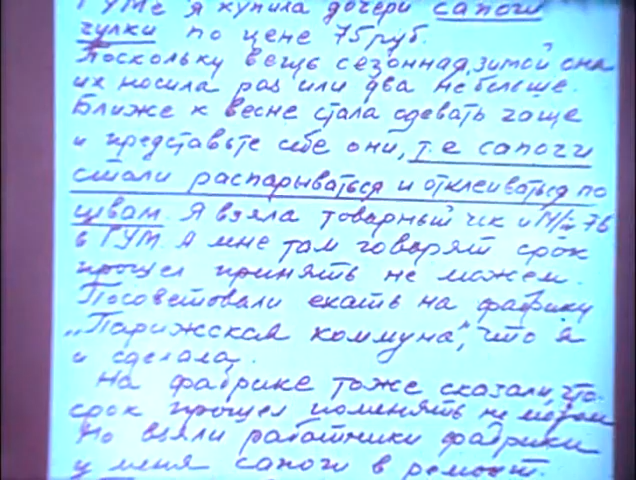 ГУМе я купила дочери сапоги
чулки по цене 75 руб.
Поскольку вещь сезонная, зимой она
их носила раз или два не больше.
Ближе к весне стала одевать чаще
и представьте себе они, т.е сапоги
стали распарываться и отклеиваться по
швам. Я взяла товарный чек и
в ГУМ. А мне там говорят срок
прошел принять не можем.
Посоветовали ехать на фабрику
„Парижская коммуна", что я
и сделала.
На фабрике тоже сказали, что
срок прошел поменять не можем
Но взяли работники фабрики
у меня сапоги в ремонт.